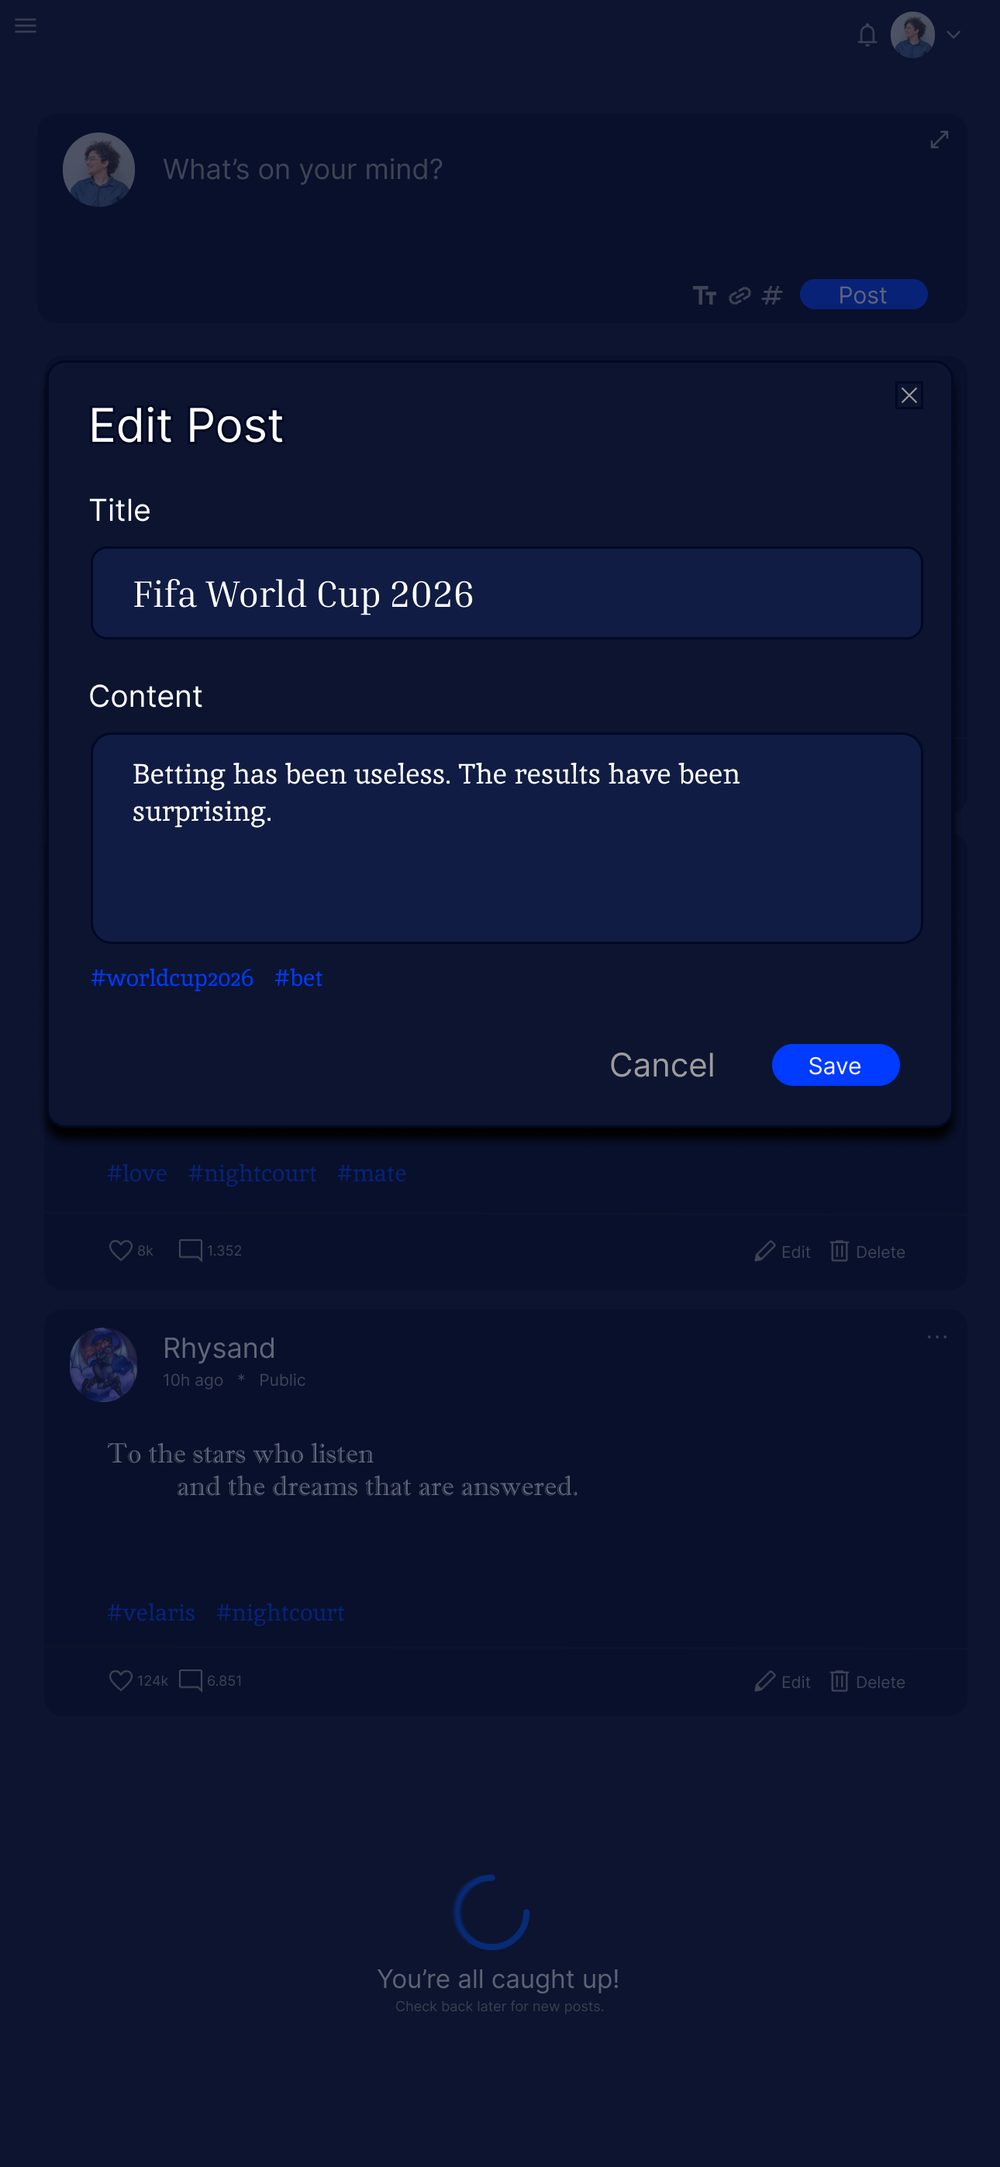 What’s on your mind?
TT # Post
Edit Post
Title
Fifa World Cup 2026
Content
Betting has been useless. The results have been
surprising.
#worldcup2026 #bet
Cancel Save
#love #nightcourt #mate
8k 1.352 Edit Delete
Rhysand
10h ago * Public
To the stars who listen
and the dreams that are answered.
#velaris #nightcourt
124k 6.851 Edit Delete
You’re all caught up!
Check back later for new posts.